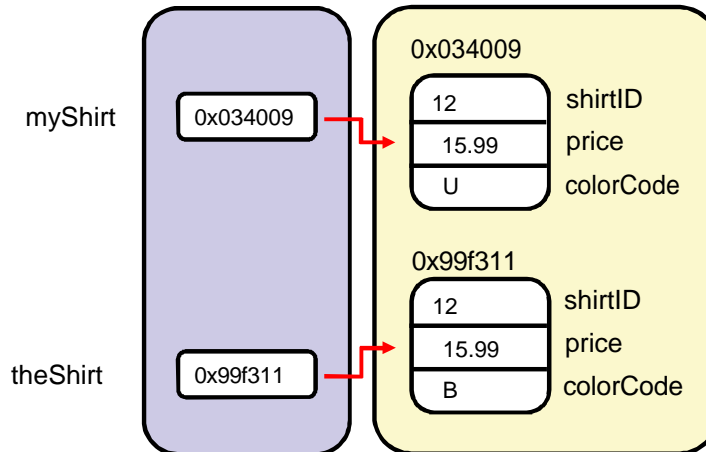 0x034009
myShirt 0x034009 12 shirtID
15.99 price
U colorCode
0x99f311
12 shirtID
15.99 price
theShirt 0x99f311 B colorCode